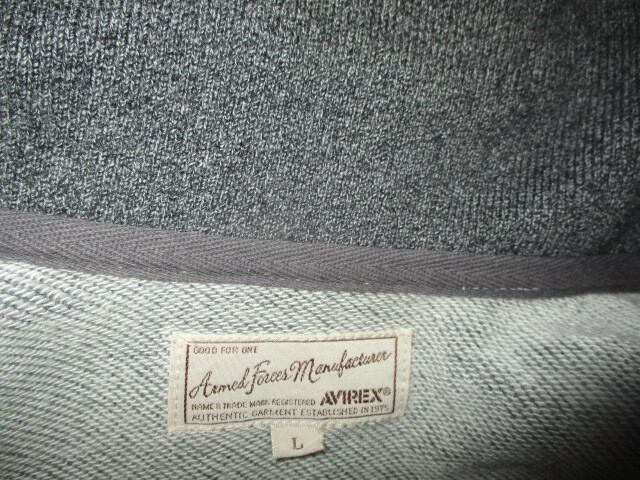 GOOD FOR ONE
Armed Forces Manufacturer
NAME & TRADE MARK REGISTERED AVIREX®
AUTHENTIC GARMENT ESTABLISHED IN 1975
L